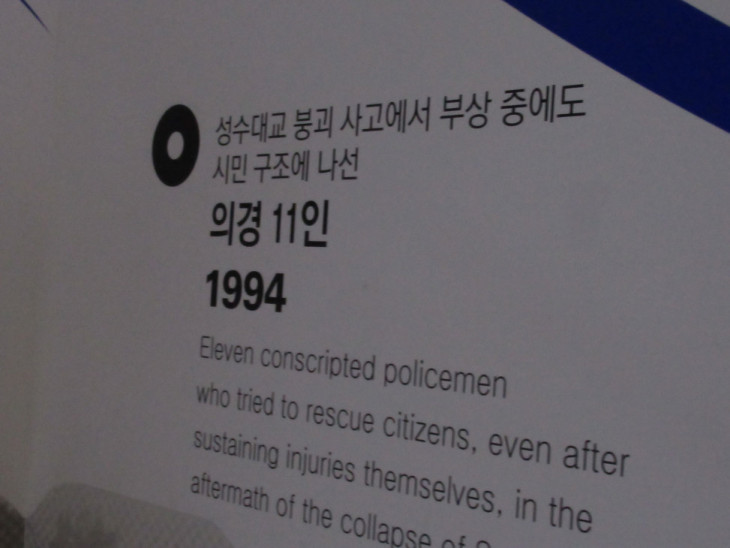 성수대교 붕괴 사고에서 부상 중에도
시민 구조에 나선
의경 11인
1994
Eleven conscripted policemen
who tried to rescue citizens, even after
sustaining injuries themselves, in the
aftermath of the collapse of